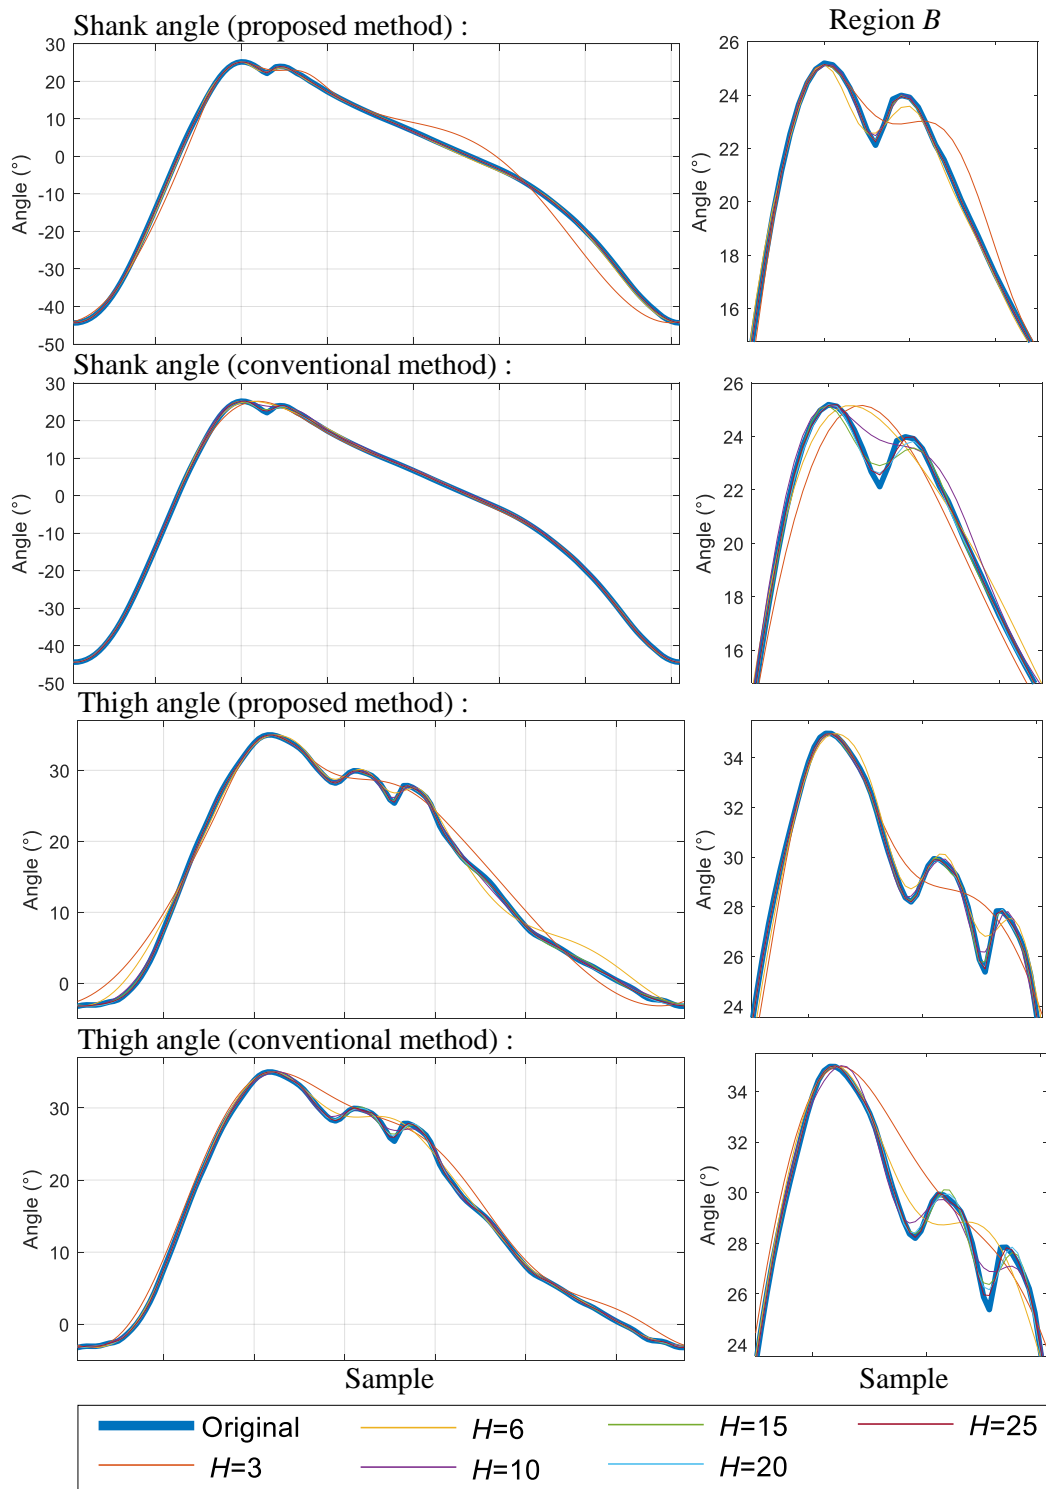 Shank angle (proposed method) :
Region B
30
20
10
0
-10
-20
-30
-40
-50
Angle (°)
26
24
22
20
18
16
Angle (°)
Shank angle (conventional method) :
30
20
10
0
-10
-20
-30
-40
-50
Angle (°)
26
24
22
20
18
16
Angle (°)
Thigh angle (proposed method) :
30
20
10
0
Angle (°)
34
32
30
28
26
24
Angle (°)
Thigh angle (conventional method) :
30
20
10
0
Angle (°)
34
32
30
28
26
24
Angle (°)
Sample
Sample
Original
H=6
H=15
H=25
H=3
H=10
H=20